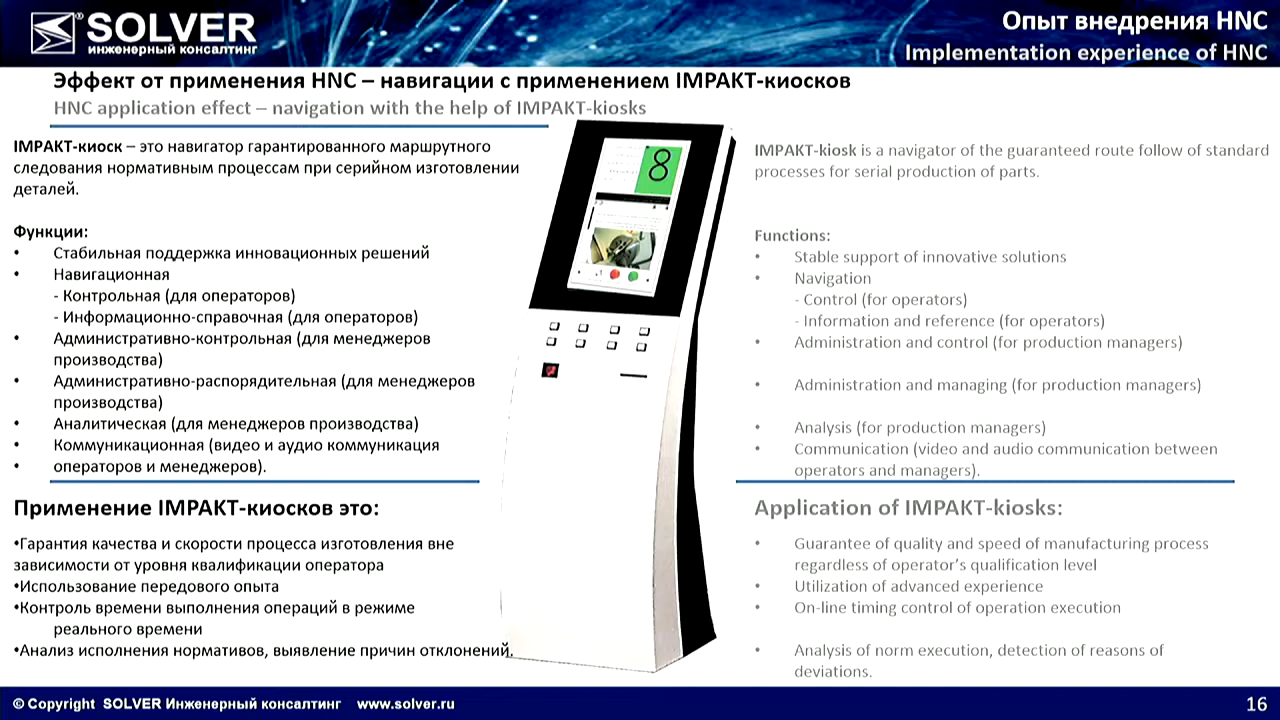 SOLVER
инженерный консалтинг
Опыт внедрения HNC
Implementation experience of HNC
Эффект от применения HNC – навигации с применением IMPAKT-киосков
HNC application effect – navigation with the help of IMPAKT-kiosks
IMPAKT-киоск – это навигатор гарантированного маршрутного
следования нормативным процессам при серийном изготовлении
деталей.
Функции:
• Стабильная поддержка инновационных решений
• Навигационная
- Контрольная (для операторов)
- Информационно-справочная (для операторов)
• Административно-контрольная (для менеджеров
производства)
• Административно-распорядительная (для менеджеров
производства)
• Аналитическая (для менеджеров производства)
• Коммуникационная (видео и аудио коммуникация
• операторов и менеджеров).
Применение IMPAKT-киосков это:
•Гарантия качества и скорости процесса изготовления вне
зависимости от уровня квалификации оператора
•Использование передового опыта
•Контроль времени выполнения операций в режиме
реального времени
•Анализ исполнения нормативов, выявление причин отклонений.
8
IMPAKT-kiosk is a navigator of the guaranteed route follow of standard
processes for serial production of parts.
Functions:
• Stable support of innovative solutions
• Navigation
- Control (for operators)
- Information and reference (for operators)
• Administration and control (for production managers)
• Administration and managing (for production managers)
• Analysis (for production managers)
• Communication (video and audio communication between
operators and managers).
Application of IMPAKT-kiosks:
• Guarantee of quality and speed of manufacturing process
regardless of operator's qualification level
• Utilization of advanced experience
• On-line timing control of operation execution
• Analysis of norm execution, detection of reasons of
deviations.
© Copyright SOLVER Инженерный консалтинг www.solver.ru
16